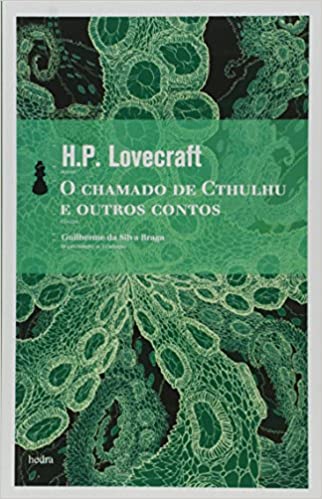 H.P. Lovecraft
O CHAMADO DE CTHULHU
E OUTROS CONTOS
Guilherme da Silva Braga
hedra